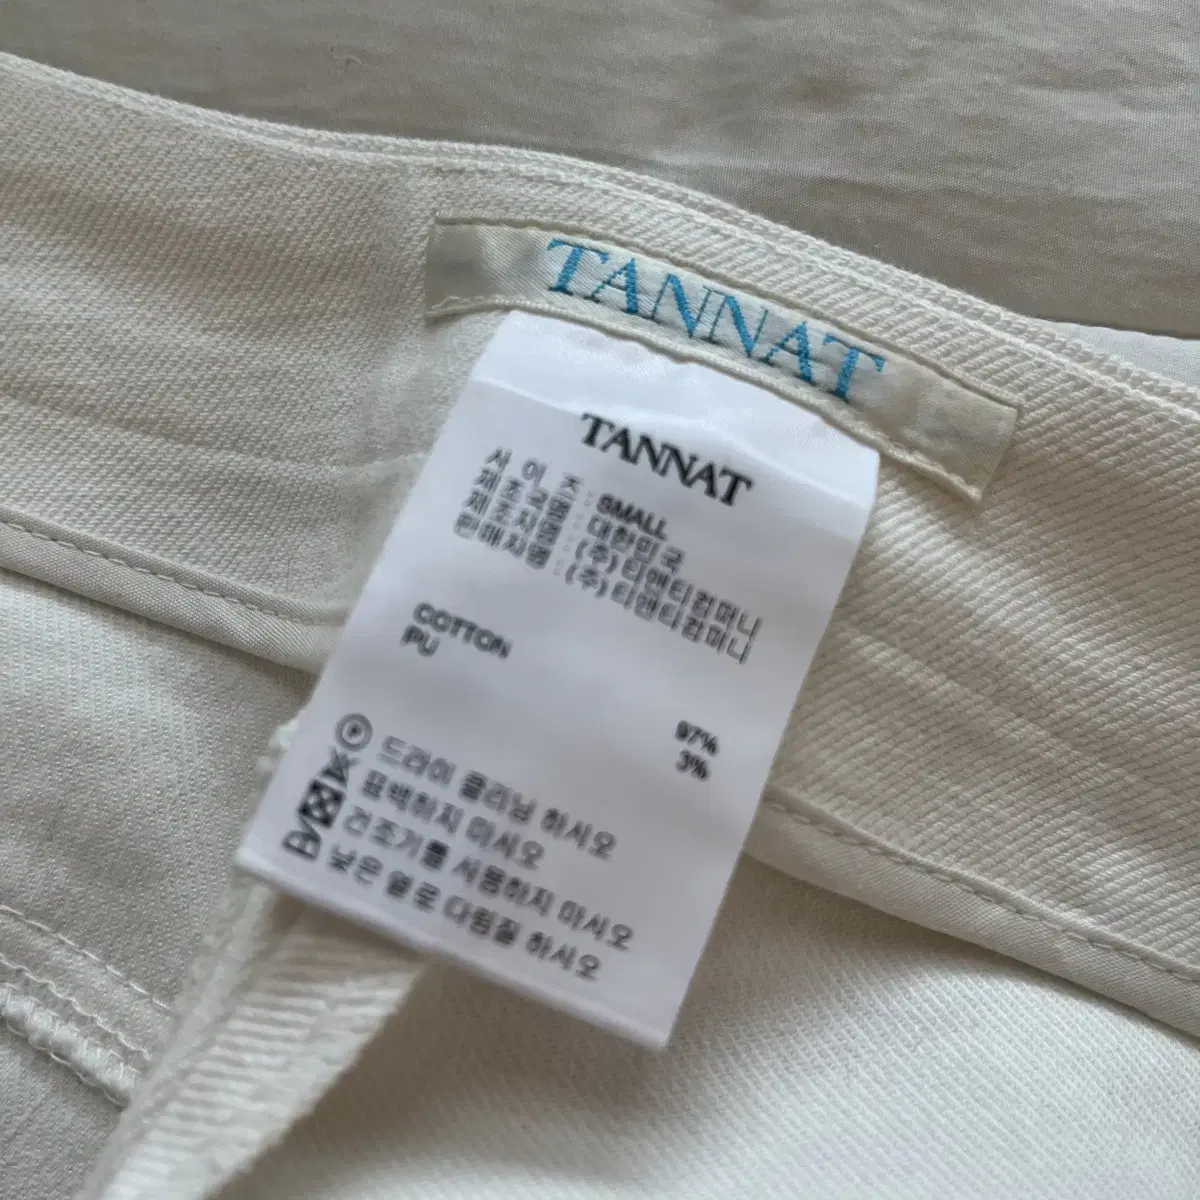 TANNAT
TANNAT
사 이 즈 : SMALL
제조국명 : 대한민국
제조자명 : (주)티앤티컴퍼니
판매자명 : (주)티앤티컴퍼니
COTTON 97%
PU 3%
P 드라이 클리닝 하시오
표백하지 마시오
건조기를 사용하지 마시오
낮은 열로 다림질 하시오